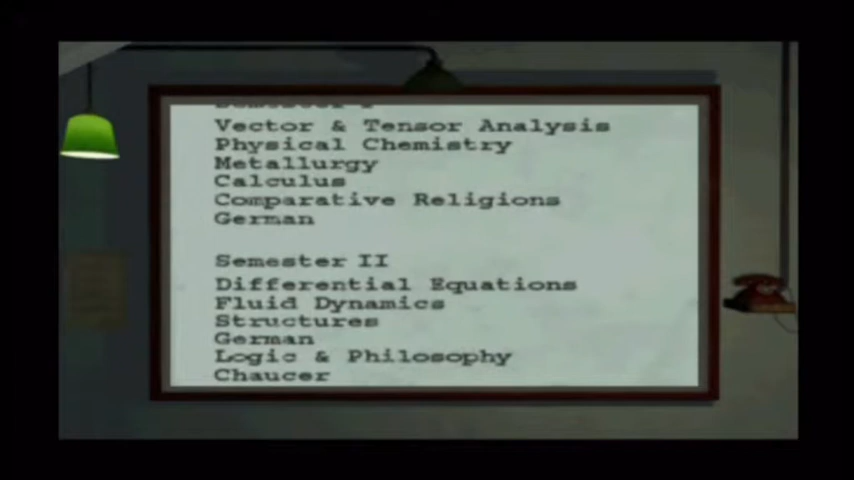 Semester I
Vector & Tensor Analysis
Physical Chemistry
Metallurgy
Calculus
Comparative Religions
German
Semester II
Differential Equations
Fluid Dynamics
Structures
German
Logic & Philosophy
Chaucer